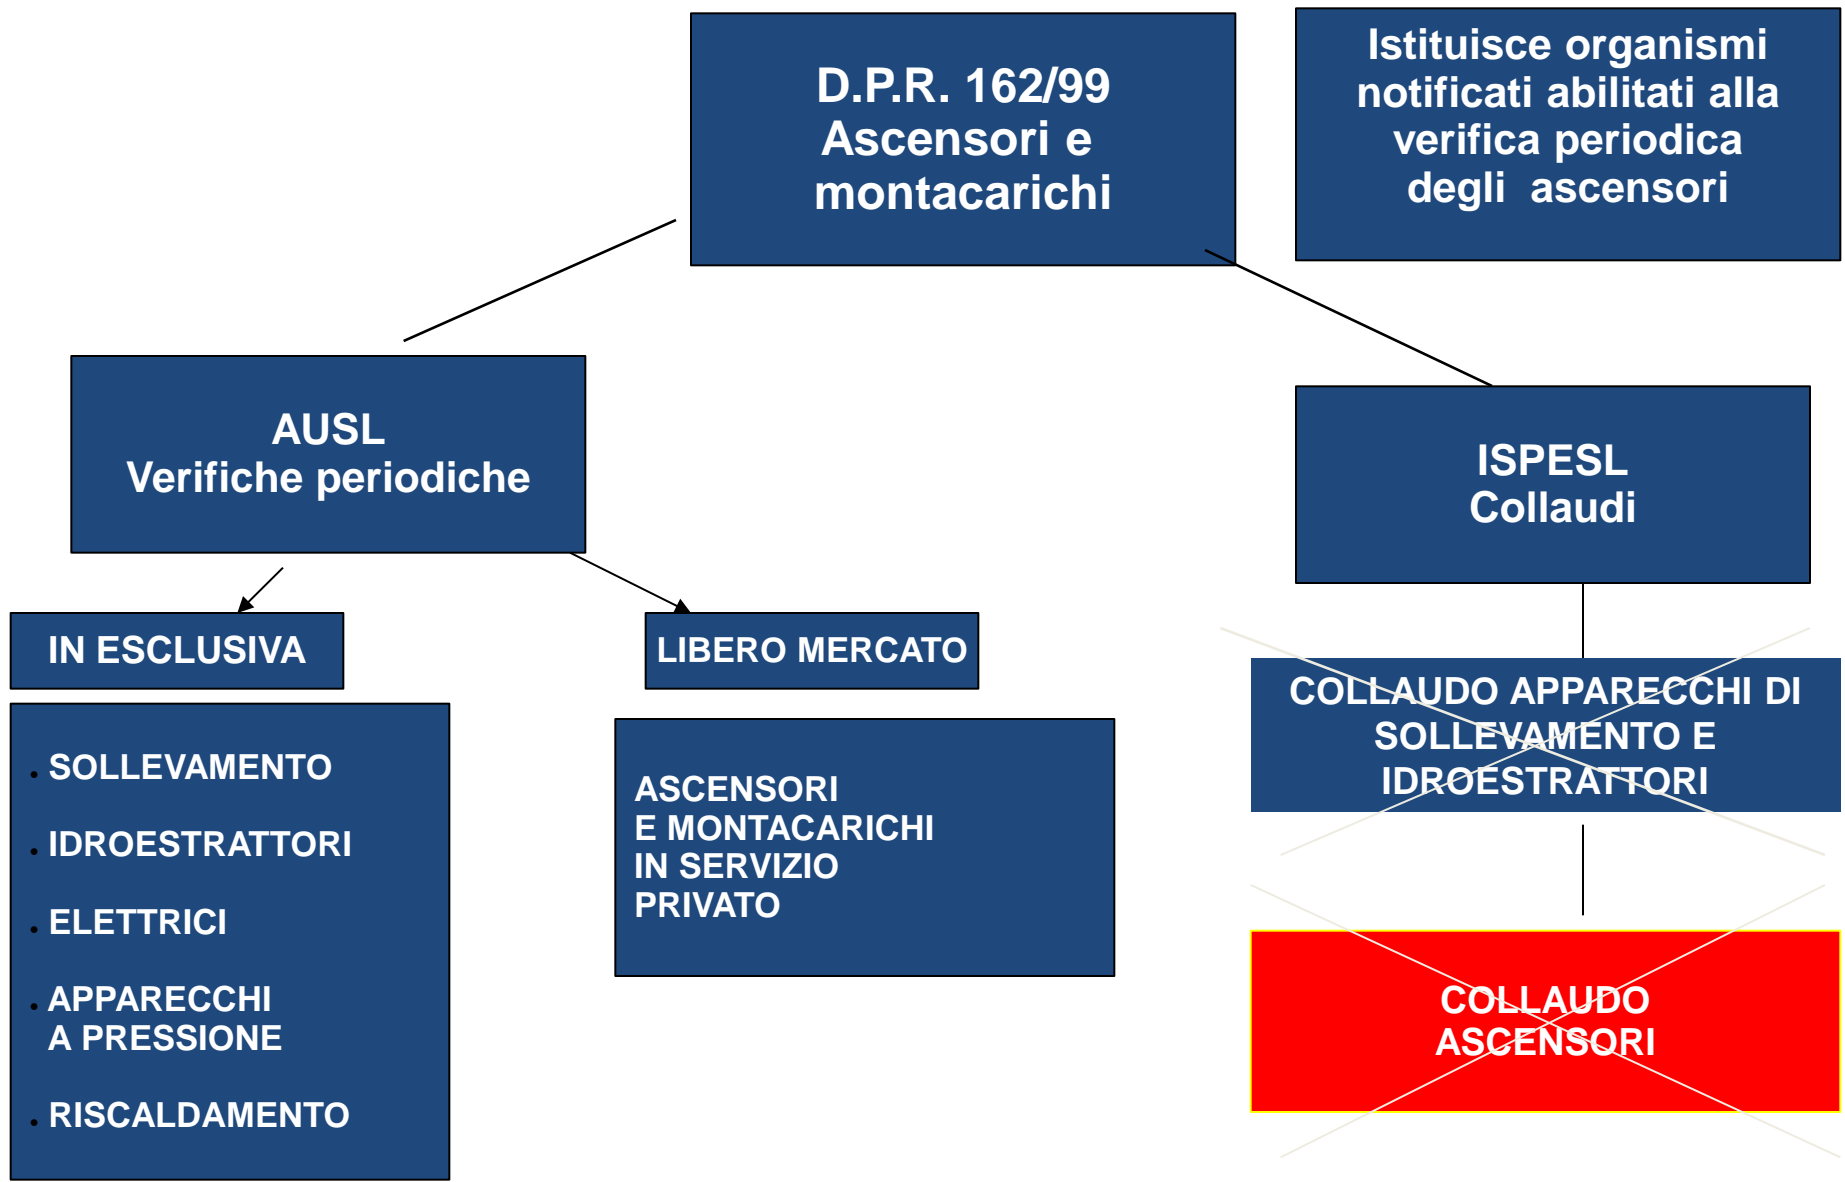 D.P.R. 162/99
Ascensori e
montacarichi
Istituisce organismi
notificati abilitati alla
verifica periodica
degli ascensori
AUSL
Verifiche periodiche
ISPESL
Collaudi
IN ESCLUSIVA
LIBERO MERCATO
. SOLLEVAMENTO
. IDROESTRATTORI
. ELETTRICI
. APPARECCHI
A PRESSIONE
. RISCALDAMENTO
ASCENSORI
E MONTACARICHI
IN SERVIZIO
PRIVATO
COLLAUDO APPARECCHI DI
SOLLEVAMENTO E
IDROESTRATTORI
COLLAUDO
ASCENSORI